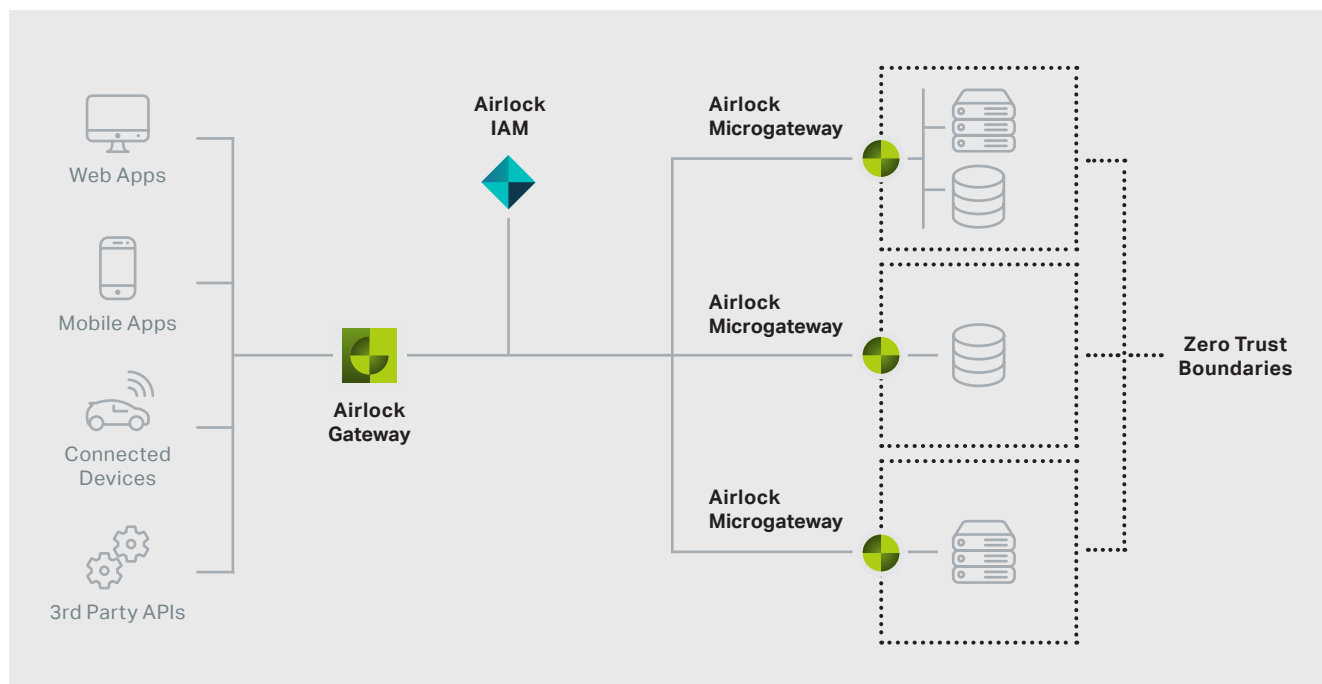 Web Apps
Mobile Apps
Connected
Devices
3rd Party APIs
Airlock
Gateway
Airlock
IAM
Airlock
Microgateway
Airlock
Microgateway
Airlock
Microgateway
Zero Trust
Boundaries